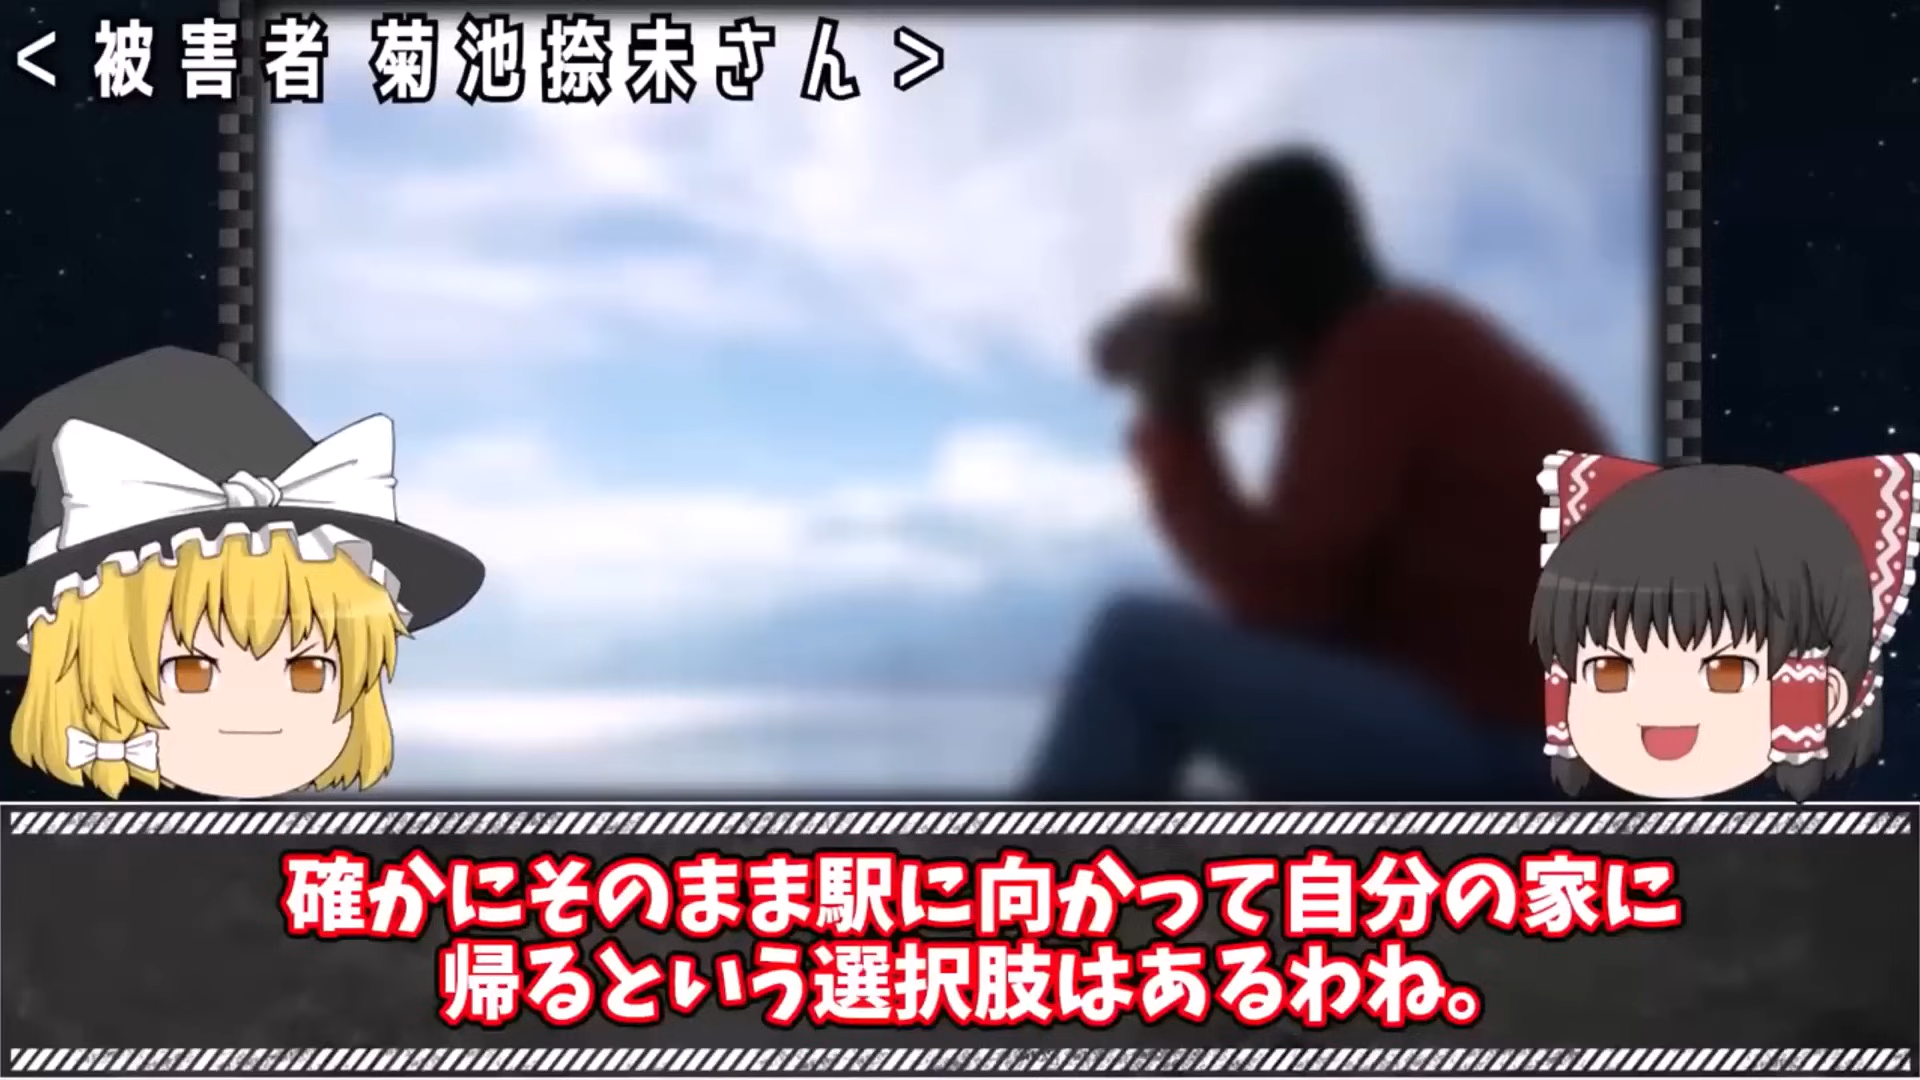 <被害者 菊池捺未さん>
確かにそのまま駅に向かって自分の家に
帰るという選択肢はあるわね。